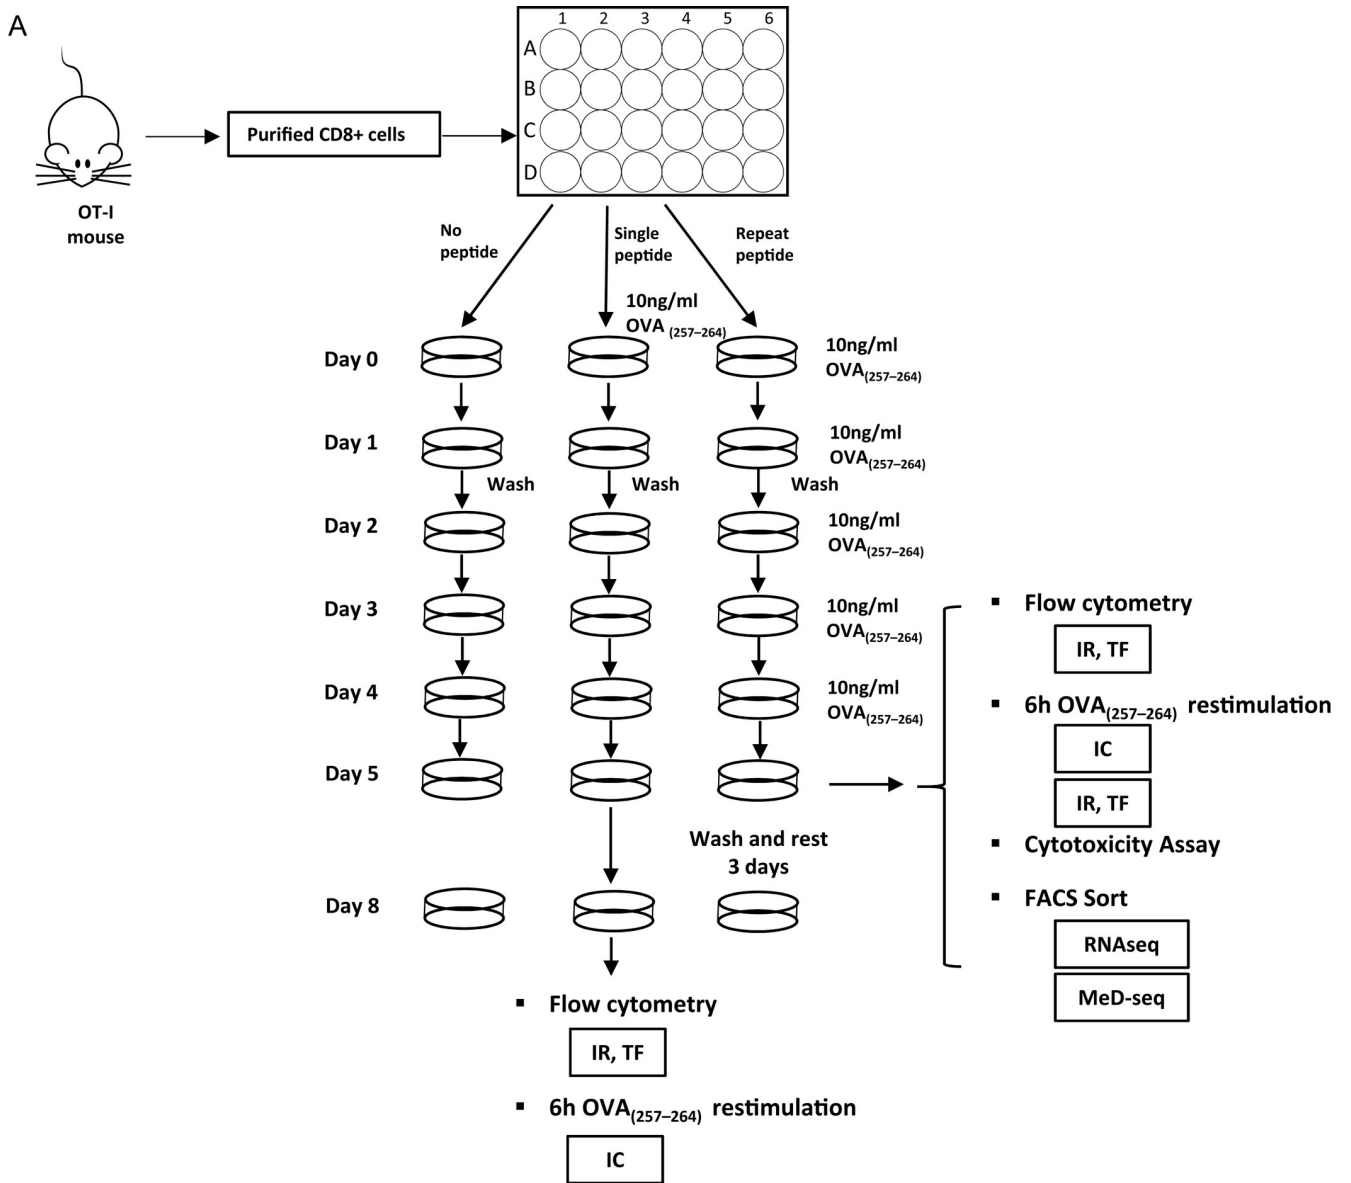 A
1 2 3 4 5 6
A
B
C
D
Purified CD8+ cells
OT-I
mouse
No
peptide
Single
peptide
Repeat
peptide
10ng/ml
OVA (257–264)
Day 0
10ng/ml
OVA(257–264)
Day 1
10ng/ml
OVA(257–264)
Wash
Wash
Wash
Day 2
10ng/ml
OVA(257–264)
Day 3
10ng/ml
OVA(257–264)
Day 4
10ng/ml
OVA(257–264)
Day 5
Wash and rest
3 days
Day 8
▪ Flow cytometry
IR, TF
▪ 6h OVA(257–264) restimulation
IC
IR, TF
▪ Cytotoxicity Assay
▪ FACS Sort
RNAseq
MeD-seq
▪ Flow cytometry
IR, TF
▪ 6h OVA(257–264) restimulation
IC